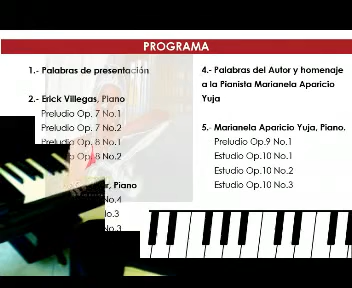 PROGRAMA
1.- Palabras de presentación
2.- Erick Villegas, Piano
Preludio Op. 7 No.1
Preludio Op. 7 No.2
Preludio Op. 8 No.1
Op. 8 No.2
, Piano
No.4
No.3
No.3
4.- Palabras del Autor y homenaje
a la Pianista Marianela Aparicio
Yuja
5.- Marianela Aparicio Yuja, Piano.
Preludio Op.9 No.1
Estudio Op.10 No.1
Estudio Op.10 No.2
Estudio Op.10 No.3